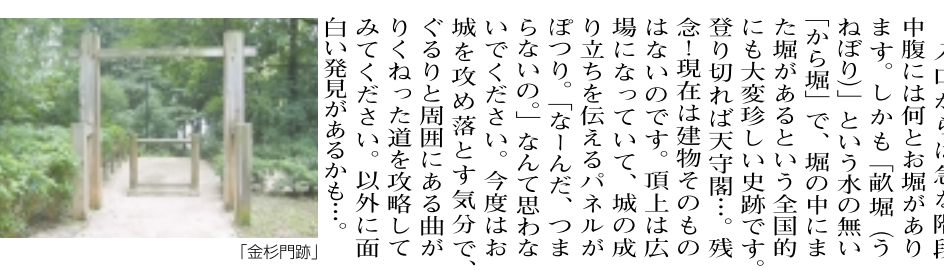 入口からは急な階段
中腹には何とお堀があり
ます。しかも「畝堀（う
ねぼり）」という水の無い
「から堀」で、堀の中にま
た堀があるという全国的
にも大変珍しい史跡です。
登り切れば天守閣…。残
念！現在は建物そのもの
はないのです。頂上は広
場になっていて、城の成
り立ちを伝えるパネルが
ぽつり。「なーんだ、つま
らないの。」なんて思わな
いでください。今度はお
城を攻め落とす気分で、
ぐるりと周囲にある曲が
りくねった道を攻略して
みてください。以外に面
白い発見があるかも…。
「金杉門跡」